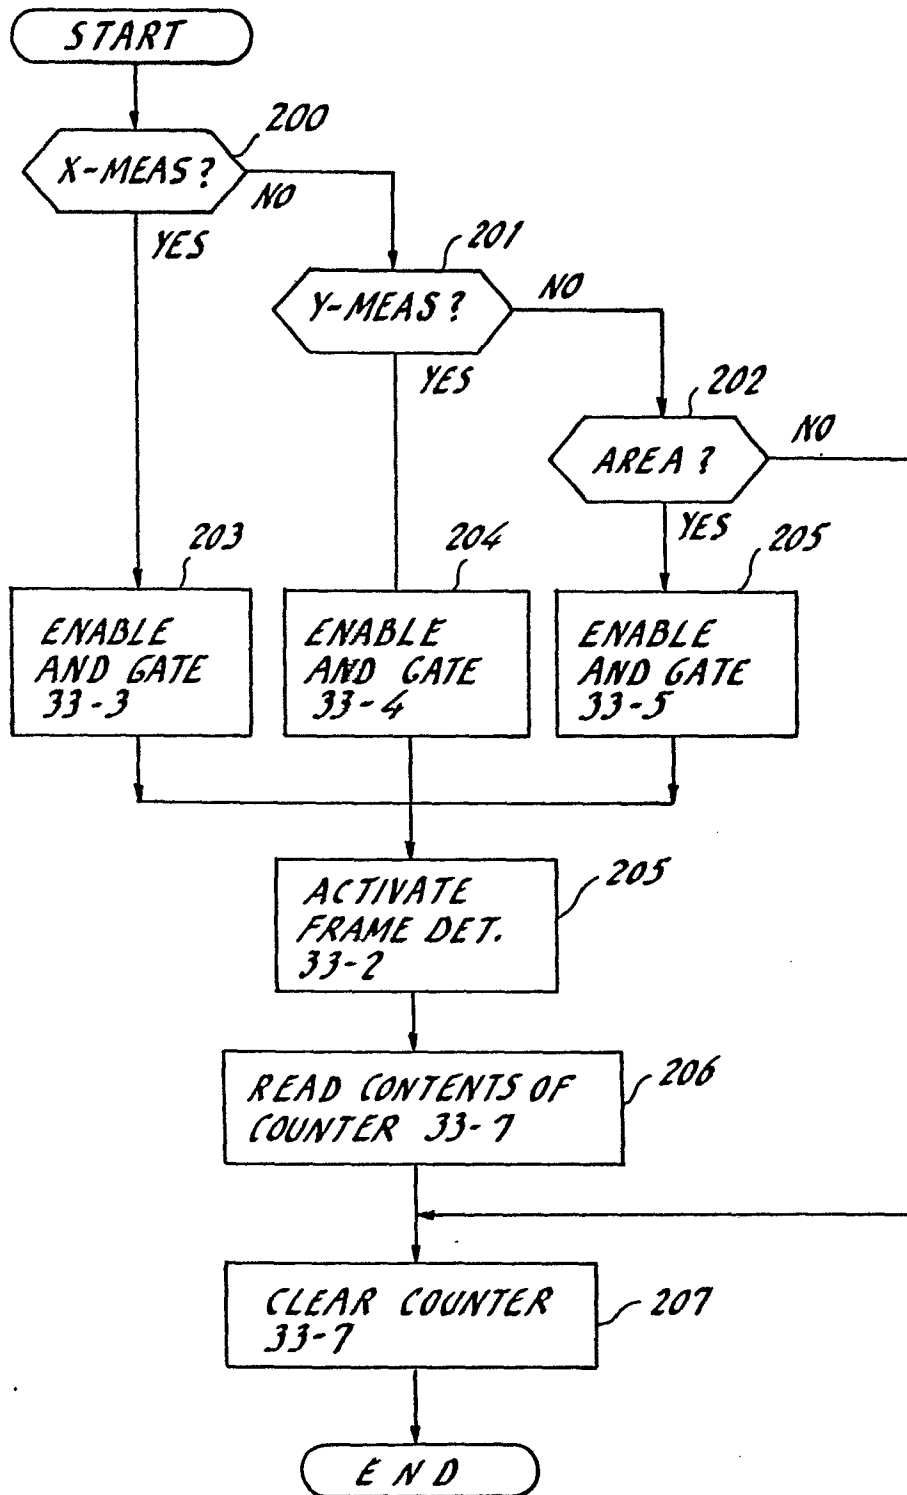 START
200
X-MEAS?
NO
YES
201
Y-MEAS?
NO
YES
202
AREA?
NO
YES
203
ENABLE
AND GATE
33-3
204
ENABLE
AND GATE
33-4
205
ENABLE
AND GATE
33-5
205
ACTIVATE
FRAME DET.
33-2
206
READ CONTENTS OF
COUNTER 33-7
207
CLEAR COUNTER
33-7
END